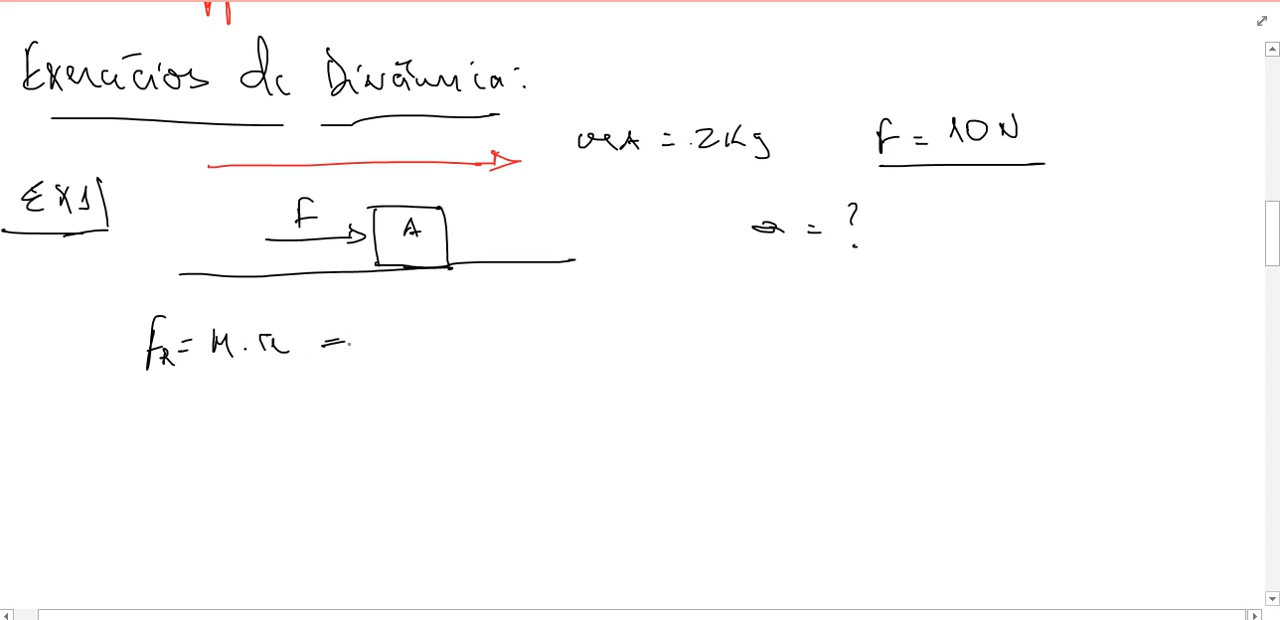 Exercícios de Dinâmica:
mA = 2Kg F = 10N
EX1 F A a = ?
FR = M.a =